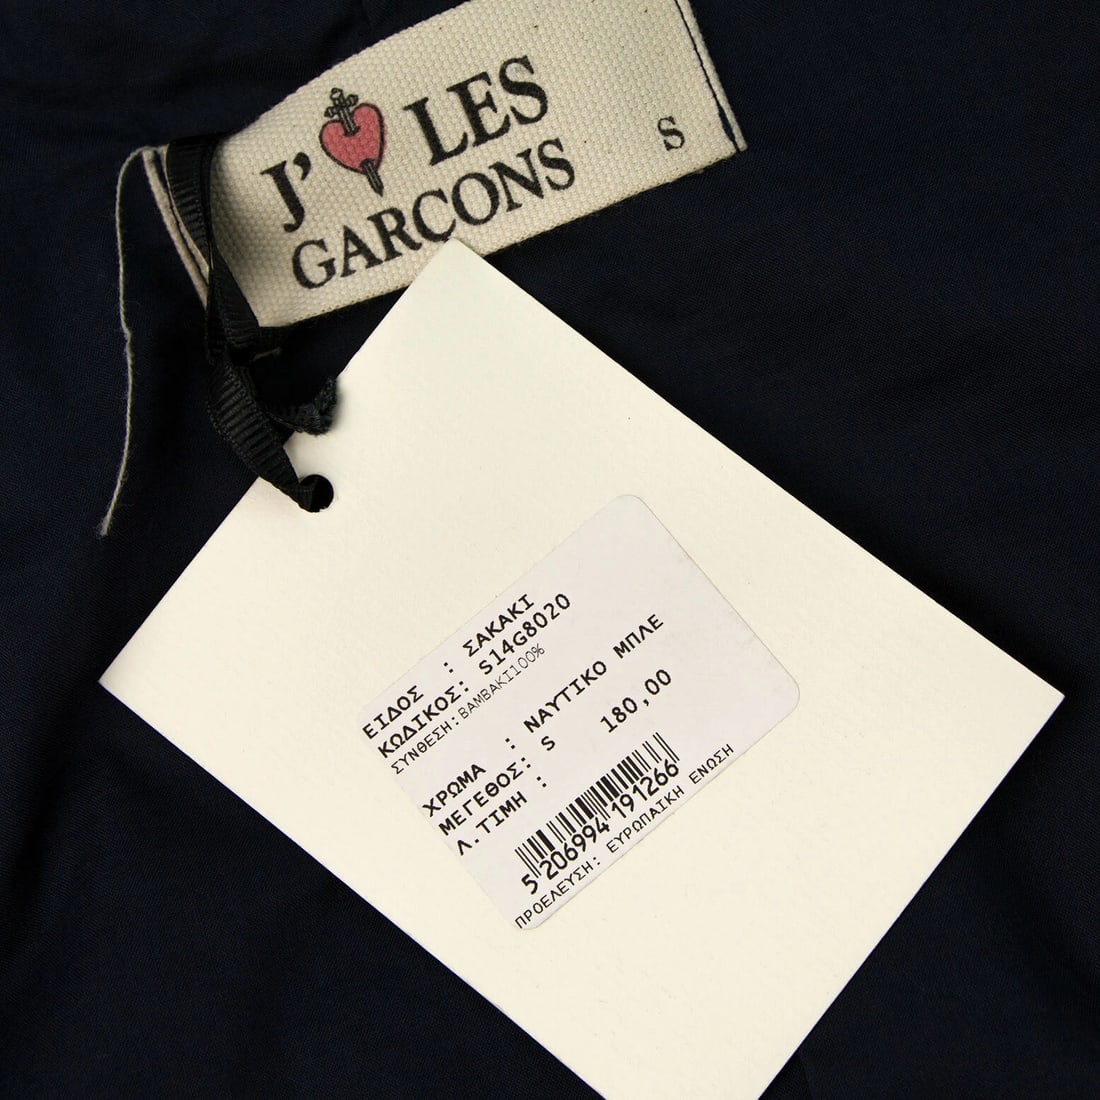 J' LES
GARÇONS
S
ΕΙΔΟΣ : ΣΑΚΑΚΙ
ΚΩΔΙΚΟΣ: S14G8020
ΣΥΝΘΕΣΗ:ΒΑΜΒΑΚΙ100%
ΧΡΩΜΑ : ΝΑΥΤΙΚΟ ΜΠΛΕ
ΜΕΓΕΘΟΣ: S
Λ.ΤΙΜΗ : 180,00
5 206994 191266
ΠΡΟΕΛΕΥΣΗ: ΕΥΡΩΠΑΙΚΗ ΕΝΩΣΗ